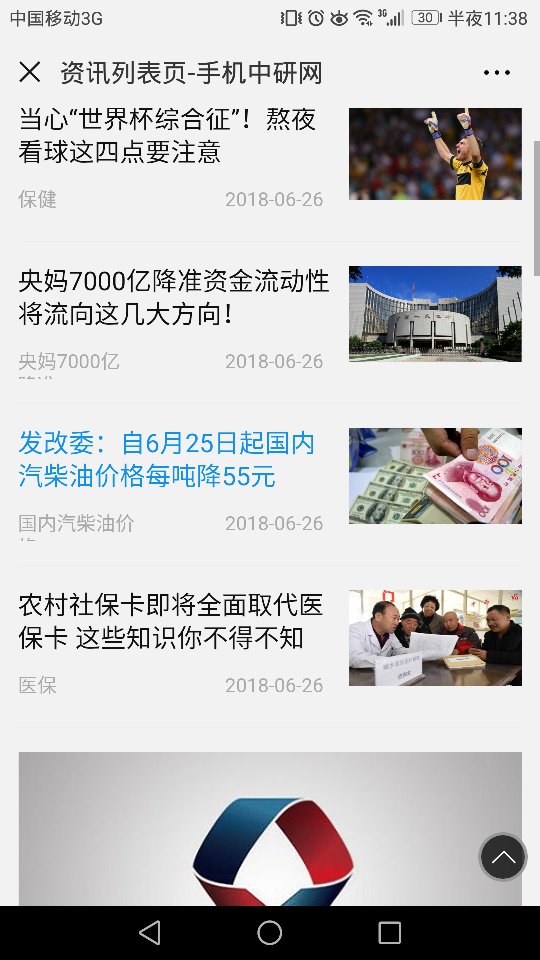 中国移动3G
3G
30
半夜11:38
资讯列表页-手机中研网
当心“世界杯综合征”！熬夜
看球这四点要注意
保健
2018-06-26
央妈7000亿降准资金流动性
将流向这几大方向！
央妈7000亿
2018-06-26
发改委：自6月25日起国内
汽柴油价格每吨降55元
国内汽柴油价
2018-06-26
100
农村社保卡即将全面取代医
保卡 这些知识你不得不知
医保
2018-06-26